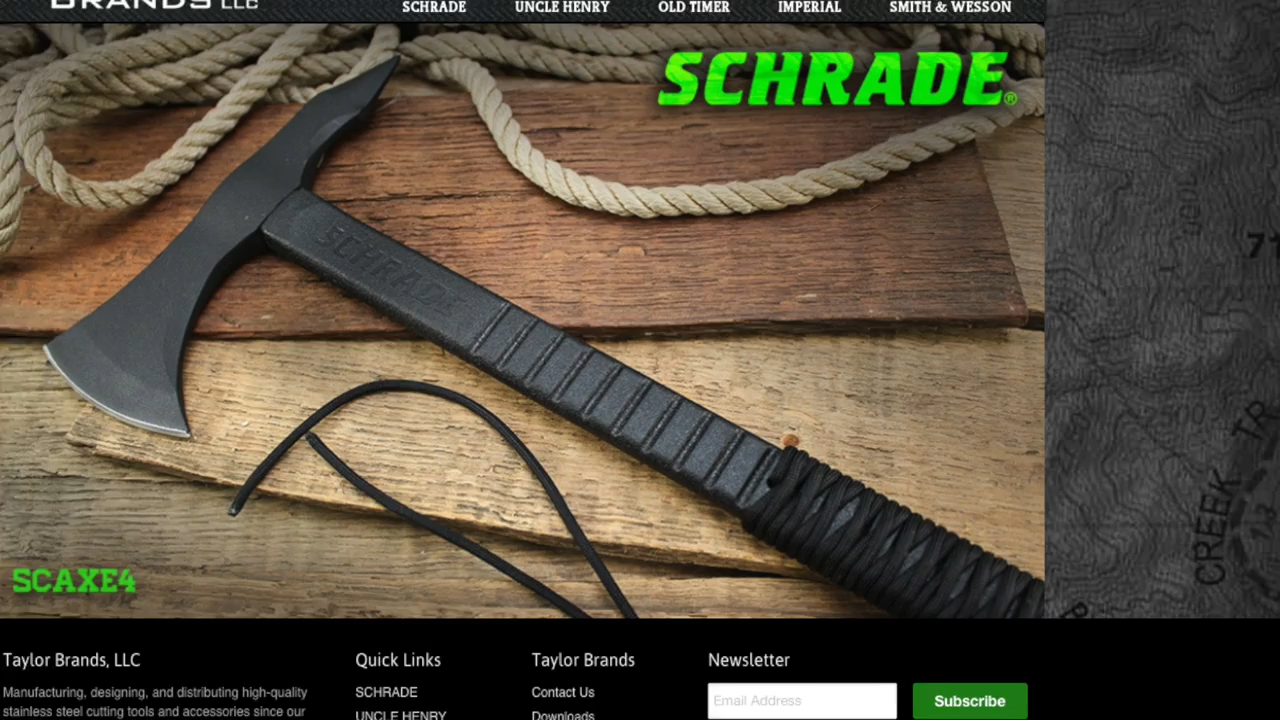 BRANDS LLC
SCHRADE UNCLE HENRY OLD TIMER IMPERIAL SMITH & WESSON
SCHRADE®
SCHRADE
71
TR
CREEK
SCAXE4
Taylor Brands, LLC Quick Links Taylor Brands Newsletter
Manufacturing, designing, and distributing high-quality SCHRADE Contact Us Email Address Subscribe
stainless steel cutting tools and accessories since our UNCLE HENRY Downloads